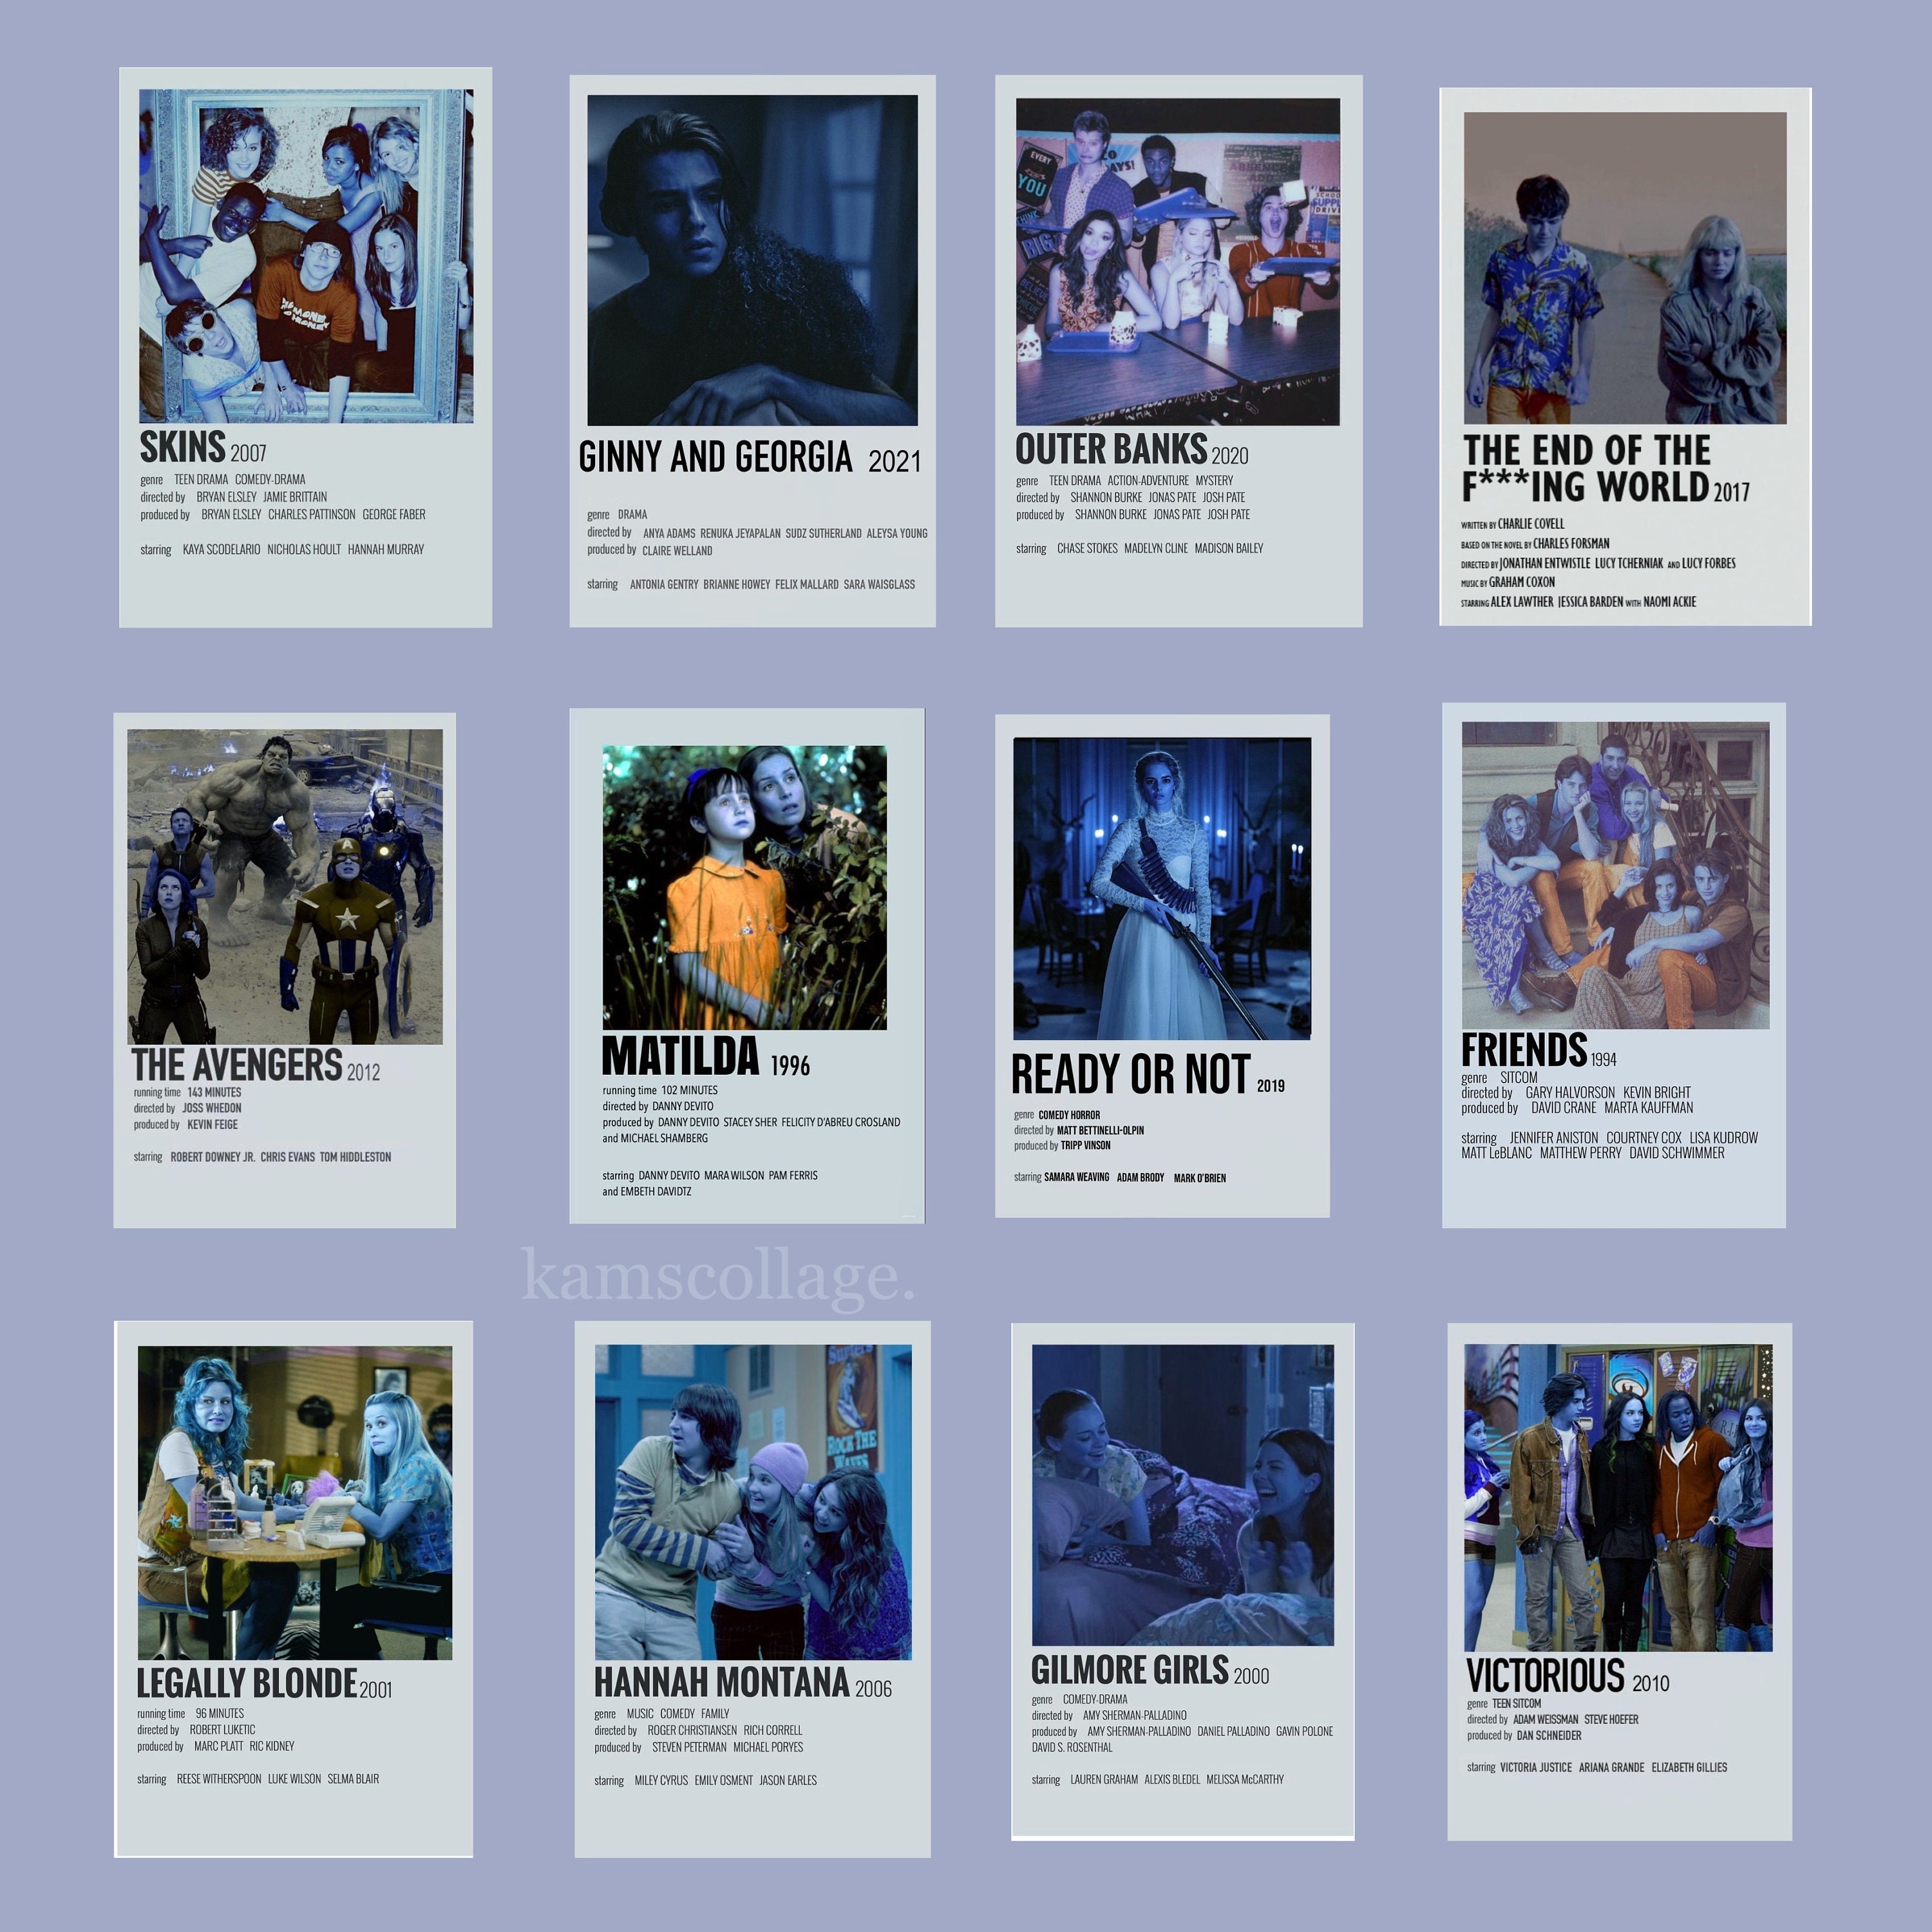 SKINS 2007
genre TEEN DRAMA COMEDY-DRAMA
directed by BRYAN ELSLEY JAMIE BRITTAIN
produced by BRYAN ELSLEY CHARLES PATTINSON GEORGE FABER
starring KAYA SCODELARIO NICHOLAS HOULT HANNAH MURRAY
GINNY AND GEORGIA 2021
genre DRAMA
directed by ANYA ADAMS RENUKA JEYAPALAN SUDZ SUTHERLAND ALEYSA YOUNG
produced by CLAIRE WELLAND
starring ANTONIA GENTRY BRIANNE HOWEY FELIX MALLARD SARA WAISGLASS
EVERY
YOU
THINK
BIG
OUTER BANKS 2020
genre TEEN DRAMA ACTION-ADVENTURE MYSTERY
directed by SHANNON BURKE JONAS PATE JOSH PATE
produced by SHANNON BURKE JONAS PATE JOSH PATE
starring CHASE STOKES MADELYN CLINE MADISON BAILEY
THE END OF THE
F***ING WORLD 2017
WRITTEN BY CHARLIE COVELL
BASED ON THE NOVEL BY CHARLES FORSMAN
DIRECTED BY JONATHAN ENTWISTLE LUCY TCHERNIAK AND LUCY FORBES
MUSIC BY GRAHAM COXON
STARRING ALEX LAWTHER JESSICA BARDEN WITH NAOMI ACKIE
THE AVENGERS 2012
running time 143 MINUTES
directed by JOSS WHEDON
produced by KEVIN FEIGE
starring ROBERT DOWNEY JR. CHRIS EVANS TOM HIDDLESTON
MATILDA 1996
running time 102 MINUTES
directed by DANNY DEVITO
produced by DANNY DEVITO STACEY SHER FELICITY D'ABREU CROSLAND
and MICHAEL SHAMBERG
starring DANNY DEVITO MARA WILSON PAM FERRIS
and EMBETH DAVIDTZ
READY OR NOT 2019
genre COMEDY HORROR
directed by MATT BETTINELLI-OLPIN
produced by TRIPP VINSON
starring SAMARA WEAVING ADAM BRODY MARK O'BRIEN
FRIENDS 1994
genre SITCOM
directed by GARY HALVORSON KEVIN BRIGHT
produced by DAVID CRANE MARTA KAUFFMAN
starring JENNIFER ANISTON COURTNEY COX LISA KUDROW
MATT LeBLANC MATTHEW PERRY DAVID SCHWIMMER
kamscollage.
LEGALLY BLONDE 2001
running time 96 MINUTES
directed by ROBERT LUKETIC
produced by MARC PLATT RIC KIDNEY
starring REESE WITHERSPOON LUKE WILSON SELMA BLAIR
ROCK THE
HANNAH MONTANA 2006
genre MUSIC COMEDY FAMILY
directed by ROGER CHRISTIANSEN RICH CORRELL
produced by STEVEN PETERMAN MICHAEL PORYES
starring MILEY CYRUS EMILY OSMENT JASON EARLES
GILMORE GIRLS 2000
genre COMEDY-DRAMA
directed by AMY SHERMAN-PALLADINO
produced by AMY SHERMAN-PALLADINO DANIEL PALLADINO GAVIN POLONE
DAVID S. ROSENTHAL
starring LAUREN GRAHAM ALEXIS BLEDEL MELISSA McCARTHY
VICTORIOUS 2010
genre TEEN SITCOM
directed by ADAM WEISSMAN STEVE HOEFER
produced by DAN SCHNEIDER
starring VICTORIA JUSTICE ARIANA GRANDE ELIZABETH GILLIES